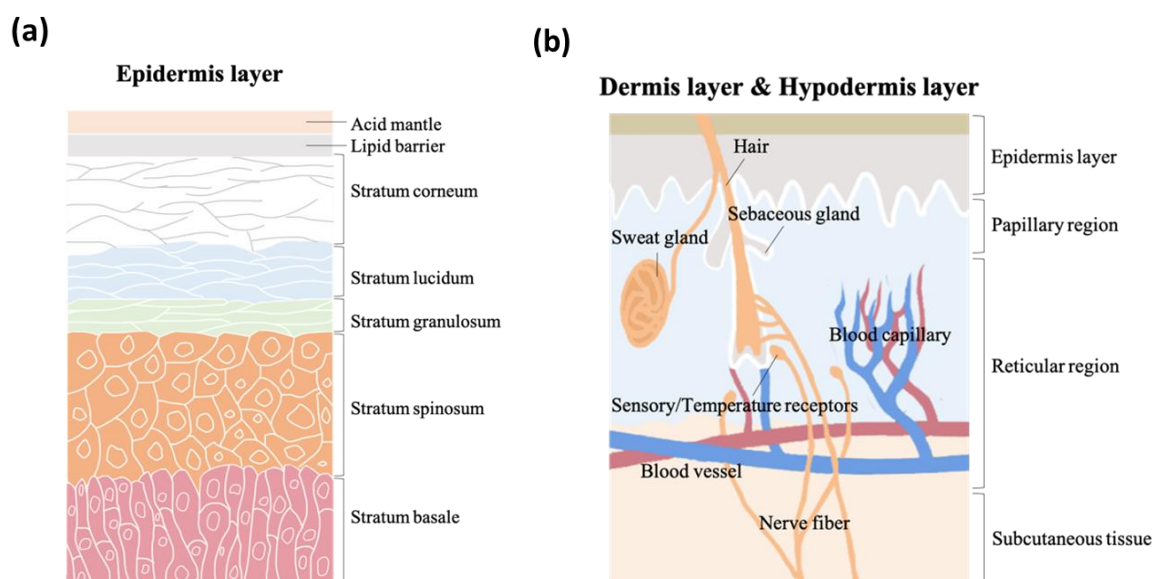 (a)
Epidermis layer
Acid mantle
Lipid barrier
Stratum corneum
Stratum lucidum
Stratum granulosum
Stratum spinosum
Stratum basale
(b)
Dermis layer & Hypodermis layer
Hair
Epidermis layer
Sebaceous gland
Papillary region
Sweat gland
Blood capillary
Reticular region
Sensory/Temperature receptors
Blood vessel
Nerve fiber
Subcutaneous tissue